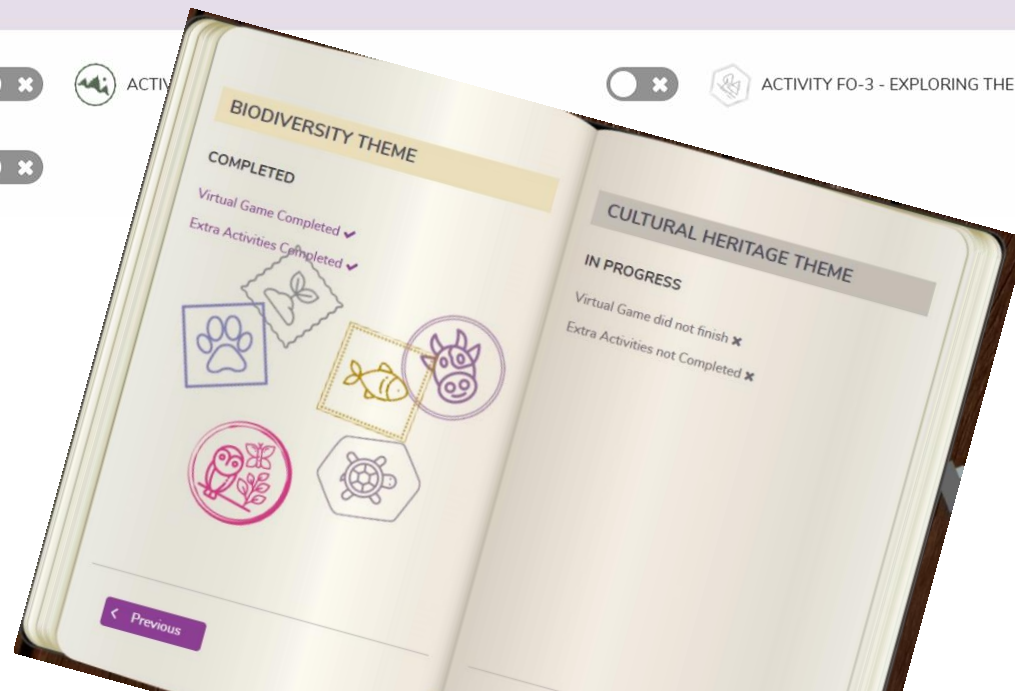 ACTIV
ACTIVITY FO-3 - EXPLORING THE
BIODIVERSITY THEME
COMPLETED
Virtual Game Completed ✔
Extra Activities Completed ✔
Previous
CULTURAL HERITAGE THEME
IN PROGRESS
Virtual Game did not finish ✖
Extra Activities not Completed ✖